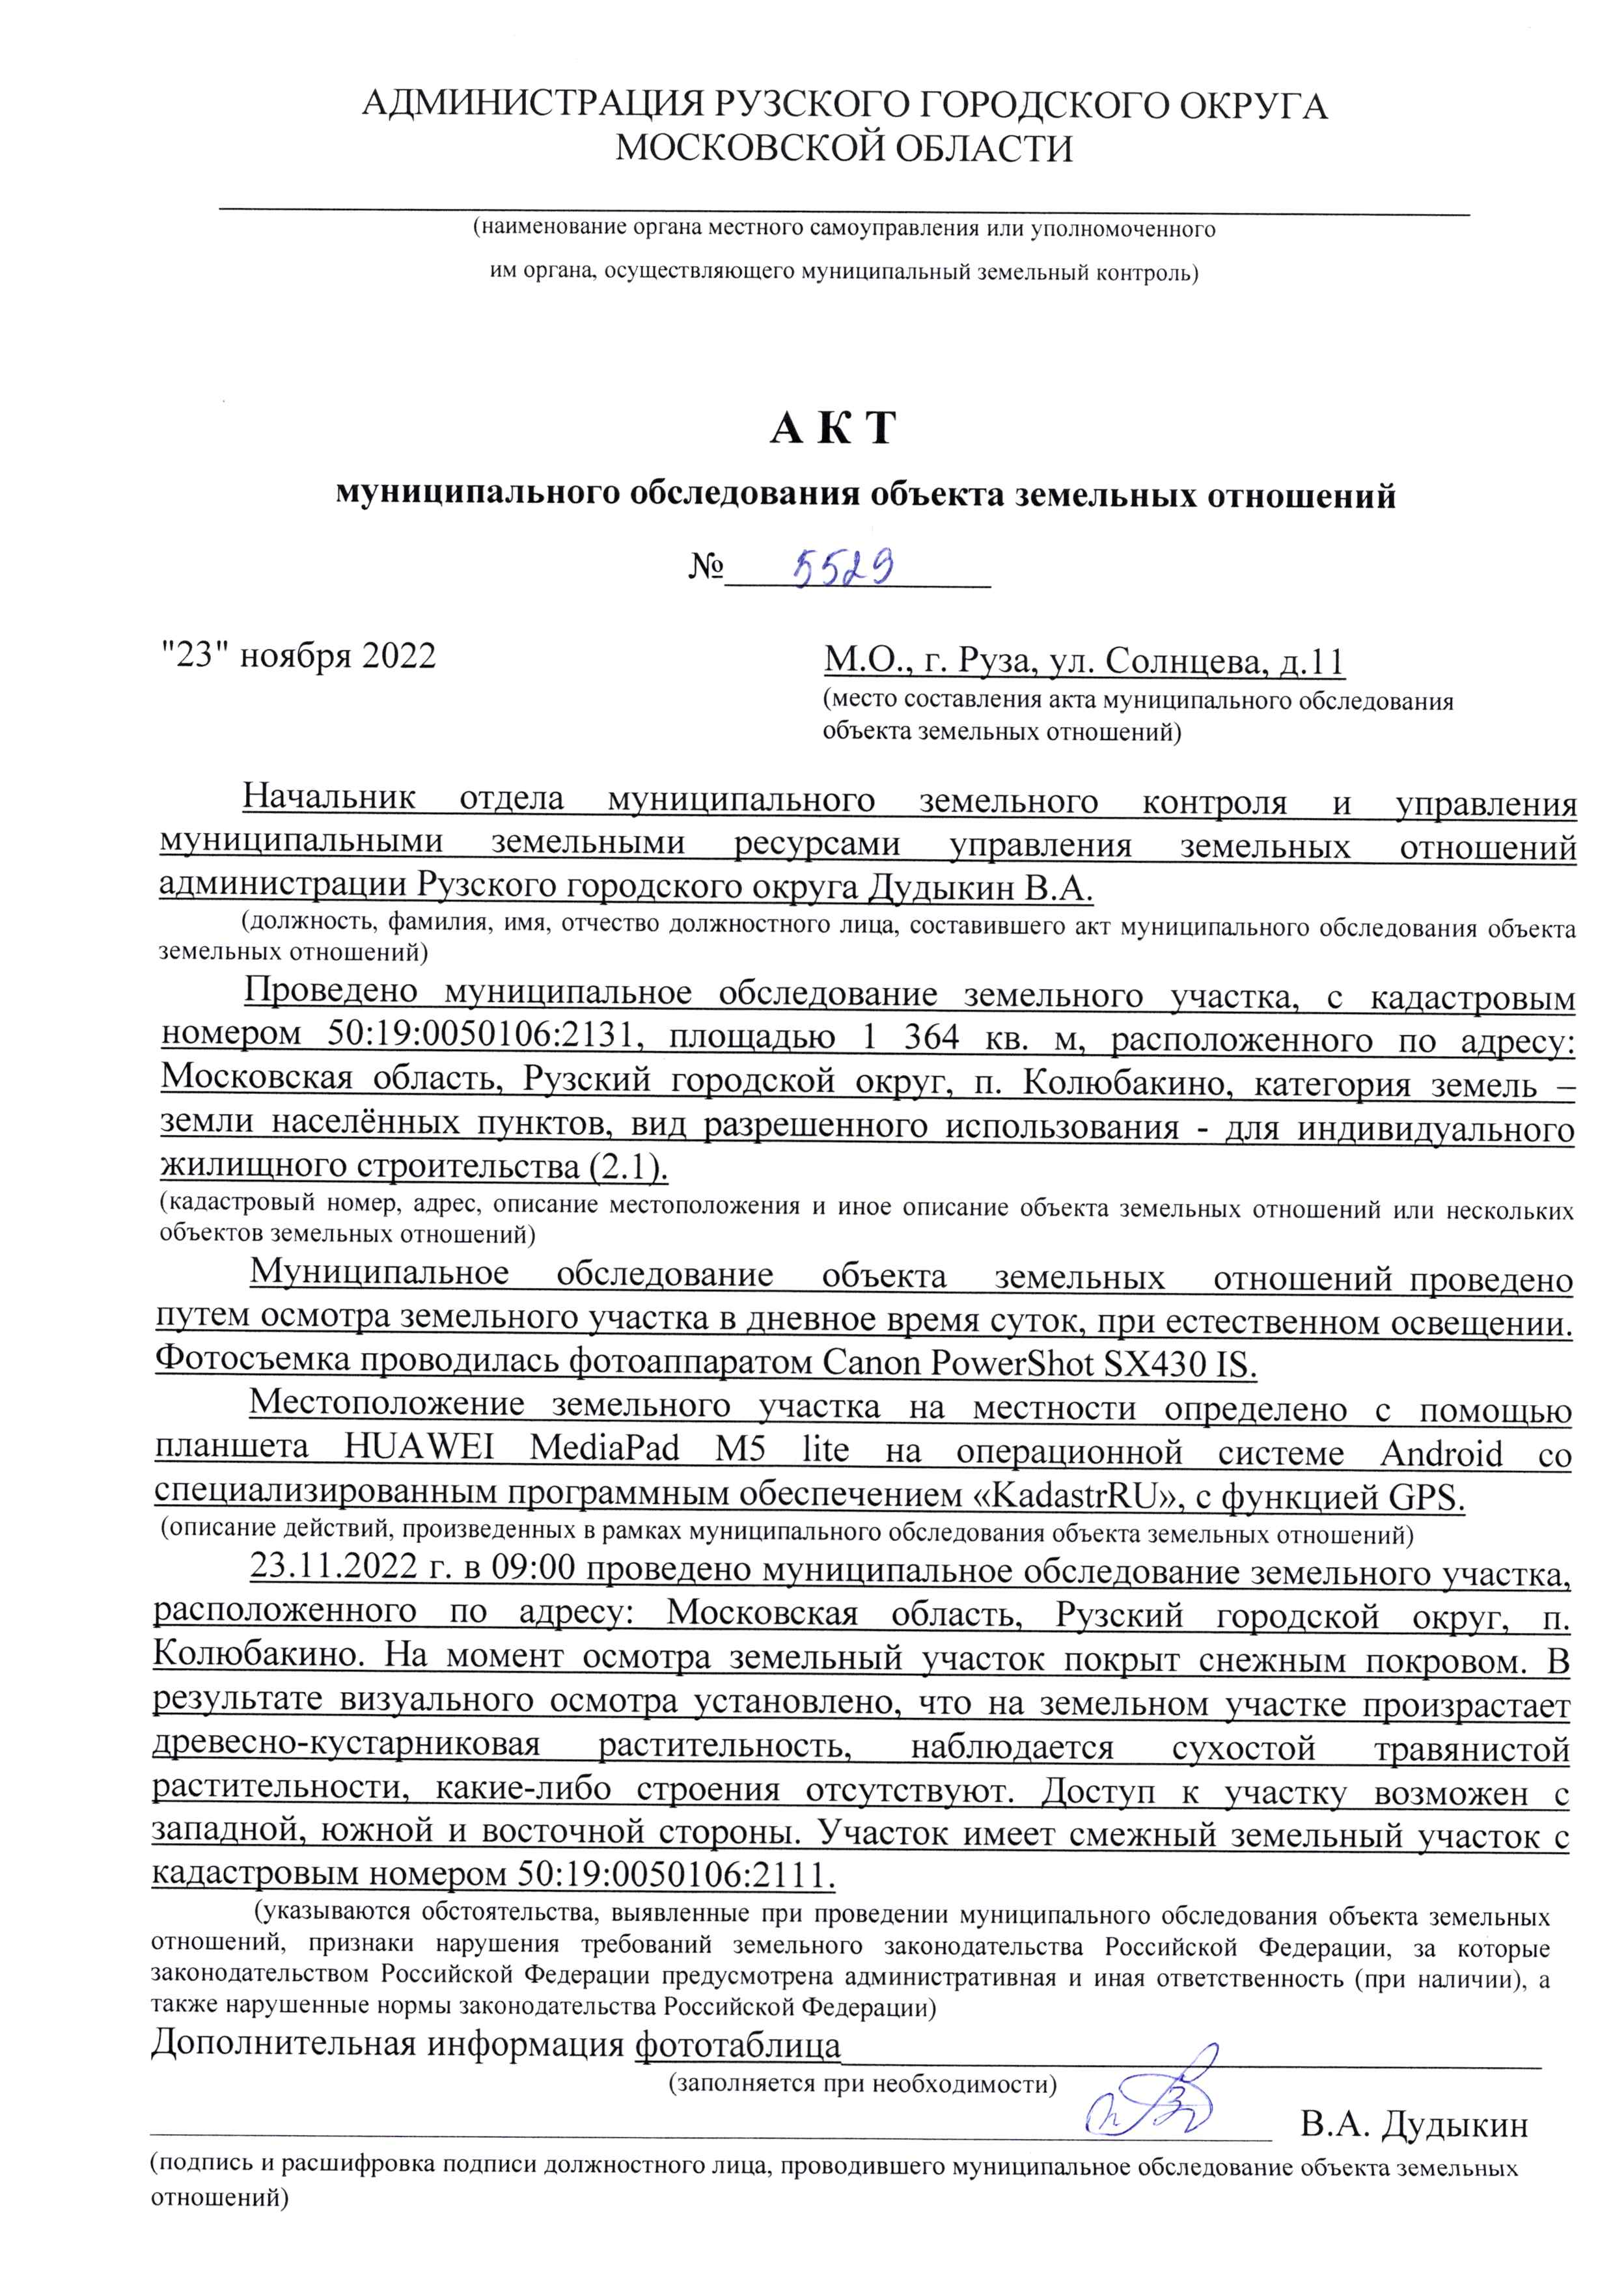 АДМИНИСТРАЦИЯ РУЗСКОГО ГОРОДСКОГО ОКРУГА
МОСКОВСКОЙ ОБЛАСТИ
(наименование органа местного самоуправления или уполномоченного
им органа, осуществляющего муниципальный земельный контроль)
А К Т
муниципального обследования объекта земельных отношений
№ 5529
"23" ноября 2022
М.О., г. Руза, ул. Солнцева, д.11
(место составления акта муниципального обследования
объекта земельных отношений)
Начальник отдела муниципального земельного контроля и управления
муниципальными земельными ресурсами управления земельных отношений
администрации Рузского городского округа Дудыкин В.А.
(должность, фамилия, имя, отчество должностного лица, составившего акт муниципального обследования объекта
земельных отношений)
Проведено муниципальное обследование земельного участка, с кадастровым
номером 50:19:0050106:2131, площадью 1 364 кв. м, расположенного по адресу:
Московская область, Рузский городской округ, п. Колюбакино, категория земель –
земли населённых пунктов, вид разрешенного использования - для индивидуального
жилищного строительства (2.1).
(кадастровый номер, адрес, описание местоположения и иное описание объекта земельных отношений или нескольких
объектов земельных отношений)
Муниципальное обследование объекта земельных отношений проведено
путем осмотра земельного участка в дневное время суток, при естественном освещении.
Фотосъемка проводилась фотоаппаратом Canon PowerShot SX430 IS.
Местоположение земельного участка на местности определено с помощью
планшета HUAWEI MediaPad M5 lite на операционной системе Android со
специализированным программным обеспечением «KadastrRU», с функцией GPS.
(описание действий, произведенных в рамках муниципального обследования объекта земельных отношений)
23.11.2022 г. в 09:00 проведено муниципальное обследование земельного участка,
расположенного по адресу: Московская область, Рузский городской округ, п.
Колюбакино. На момент осмотра земельный участок покрыт снежным покровом. В
результате визуального осмотра установлено, что на земельном участке произрастает
древесно-кустарниковая растительность, наблюдается сухостой травянистой
растительности, какие-либо строения отсутствуют. Доступ к участку возможен с
западной, южной и восточной стороны. Участок имеет смежный земельный участок с
кадастровым номером 50:19:0050106:2111.
(указываются обстоятельства, выявленные при проведении муниципального обследования объекта земельных
отношений, признаки нарушения требований земельного законодательства Российской Федерации, за которые
законодательством Российской Федерации предусмотрена административная и иная ответственность (при наличии), а
также нарушенные нормы законодательства Российской Федерации)
Дополнительная информация фототаблица
(заполняется при необходимости)
В.А. Дудыкин
(подпись и расшифровка подписи должностного лица, проводившего муниципальное обследование объекта земельных
отношений)